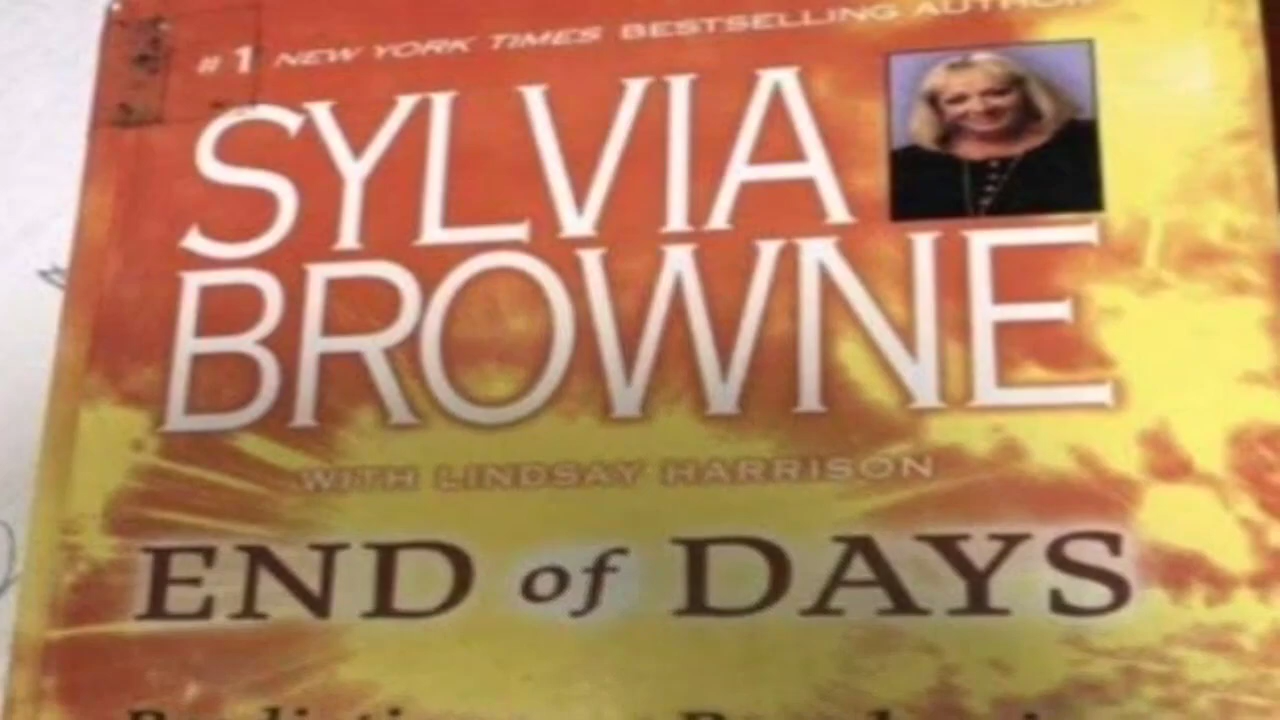 #1 NEW YORK TIMES BESTSELLING AUTHOR
SYLVIA
BROWNE
WITH LINDSAY HARRISON
END of DAYS